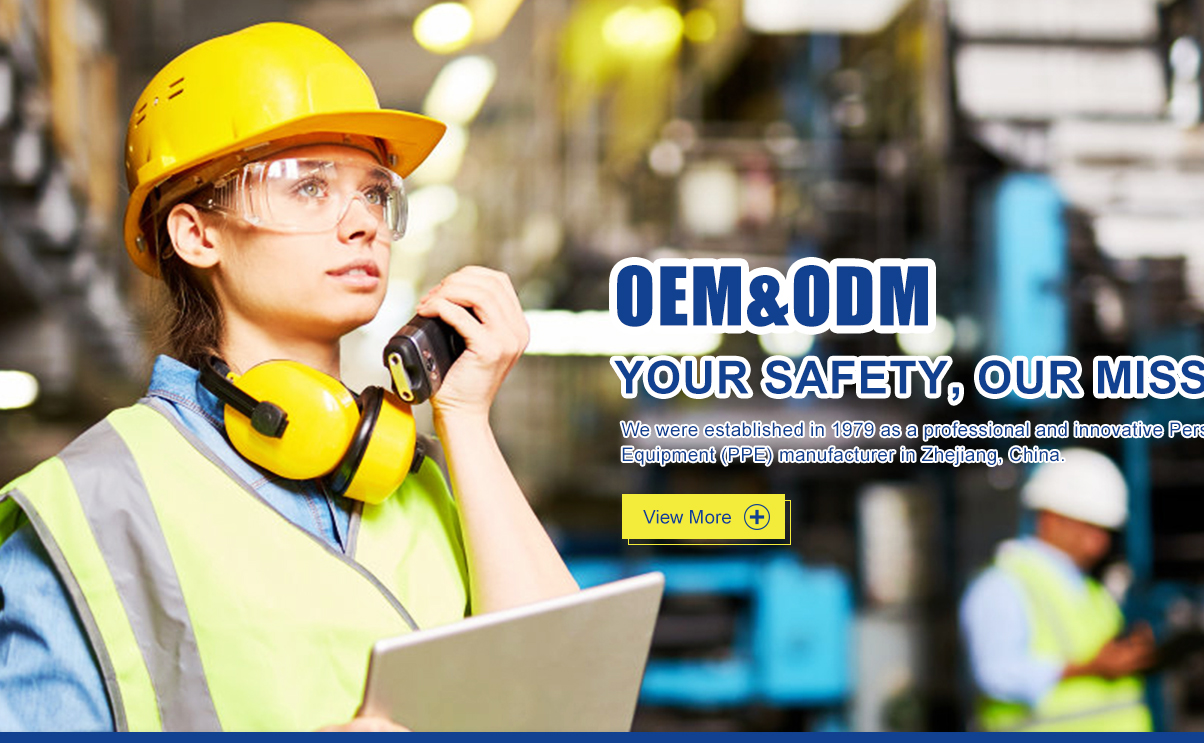 OEM&ODM
YOUR SAFETY, OUR MISS
We were established in 1979 as a professional and innovative Pers
Equipment (PPE) manufacturer in Zhejiang, China.
View More